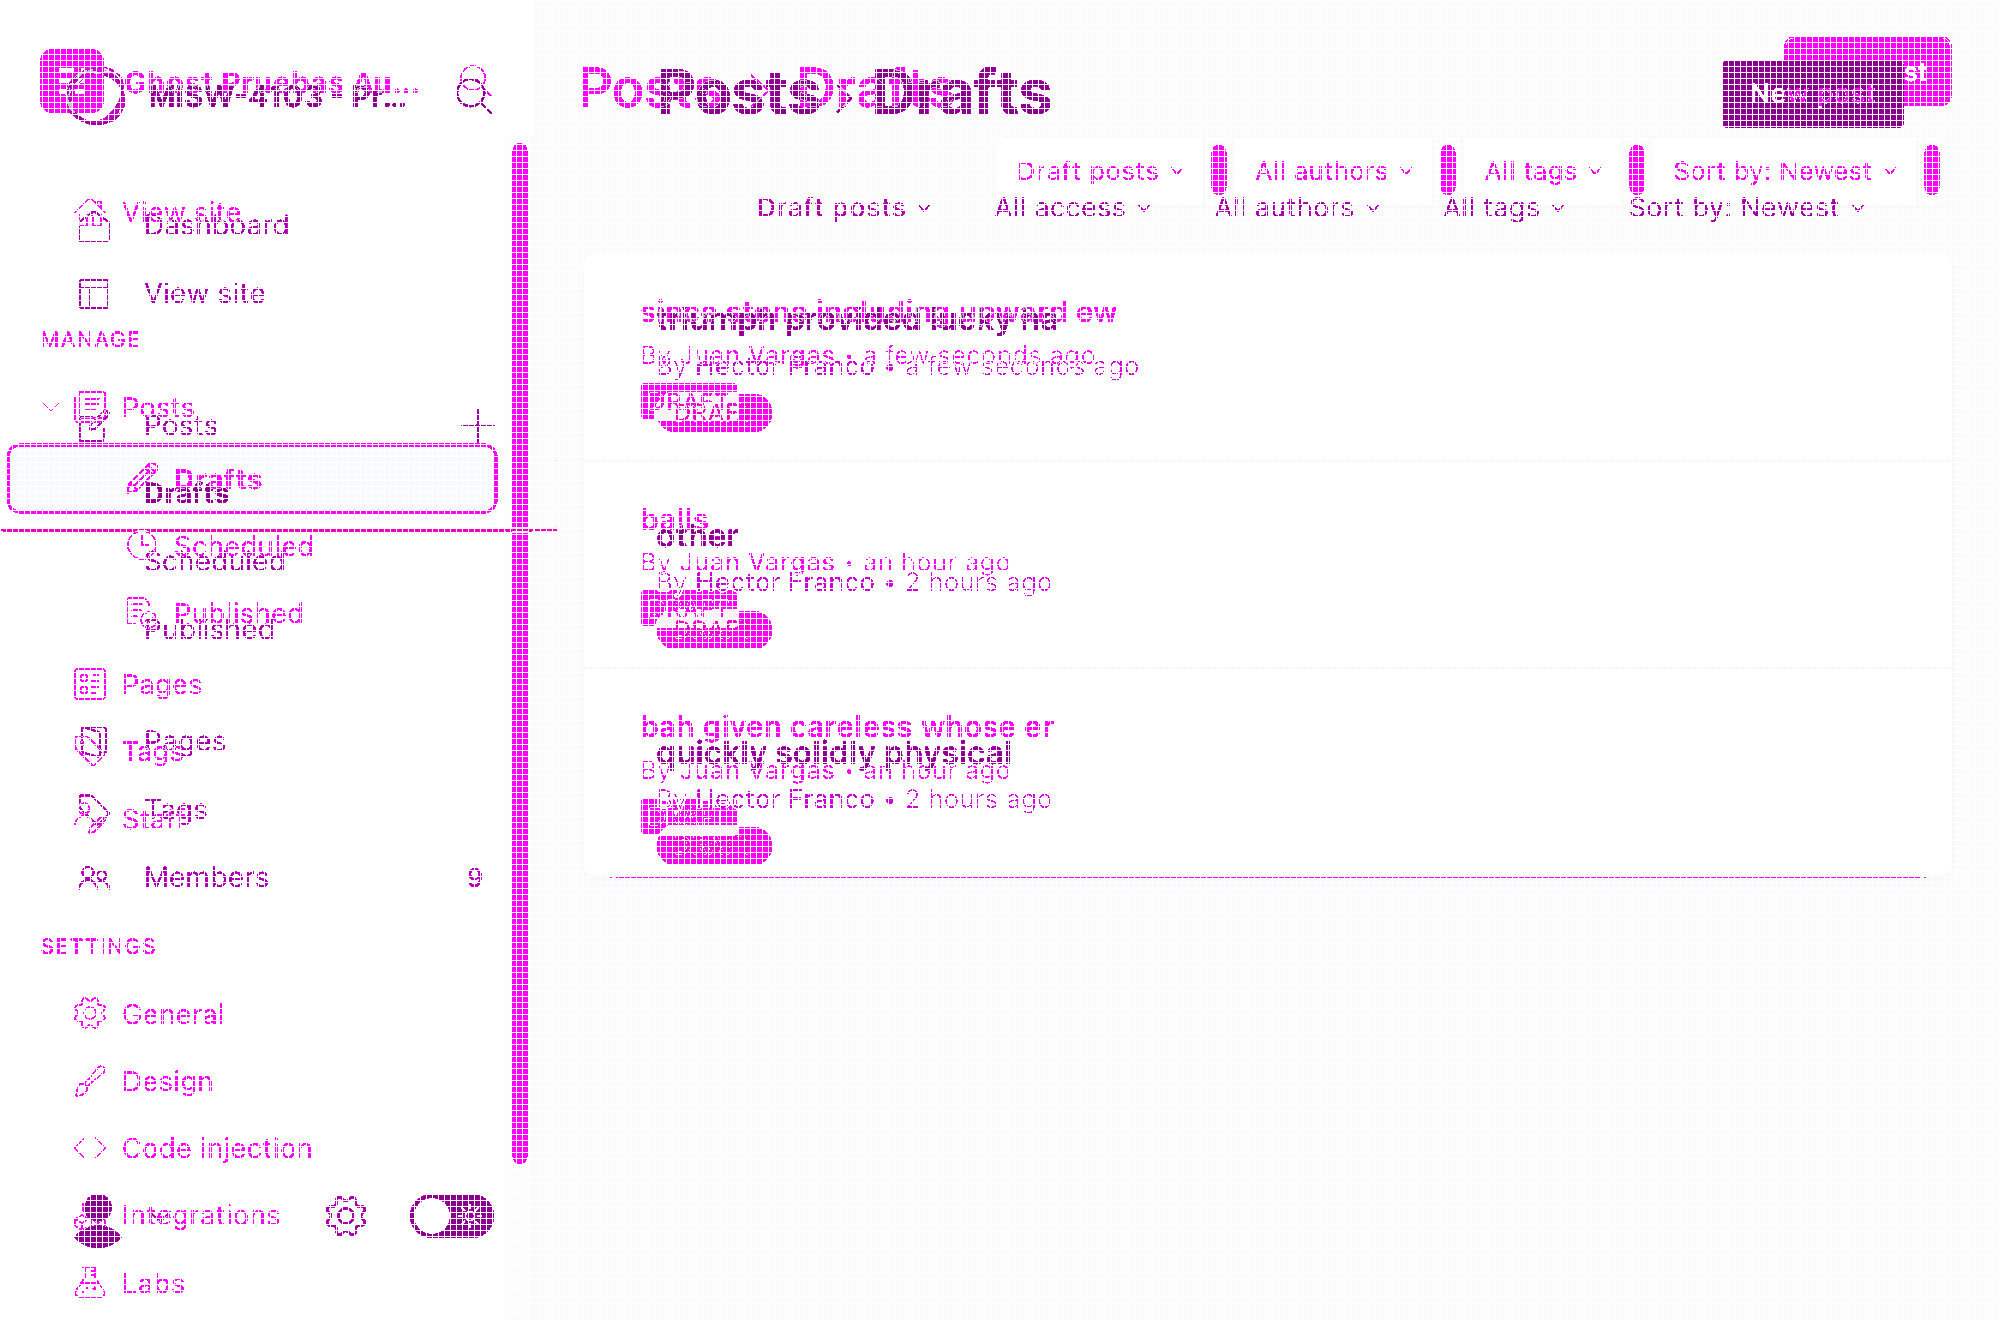 Ghost Pruebas Au...
MSW-4103 - Pr...
Posts › Drafts
Posts › Drafts
New post
Draft posts All authors All tags Sort by: Newest
Draft posts All access All authors All tags Sort by: Newest
View site
Dashboard
View site
MANAGE
Posts
Posts
Drafts
Drafts
Scheduled
Scheduled
Published
Published
Pages
Pages
Tags
Tags
Staff
Members 9
SETTINGS
General
Design
Code injection
Integrations
Labs
including upward ew
triumph provided lucky ha
By Juan Vargas • a few seconds ago
By Hector Franco • a few seconds ago
DRAFT
DRAFT
balls
other
By Juan Vargas • an hour ago
By Hector Franco • 2 hours ago
DRAFT
DRAFT
bah given careless whose er
quickly solidly physical
By Juan Vargas • an hour ago
By Hector Franco • 2 hours ago